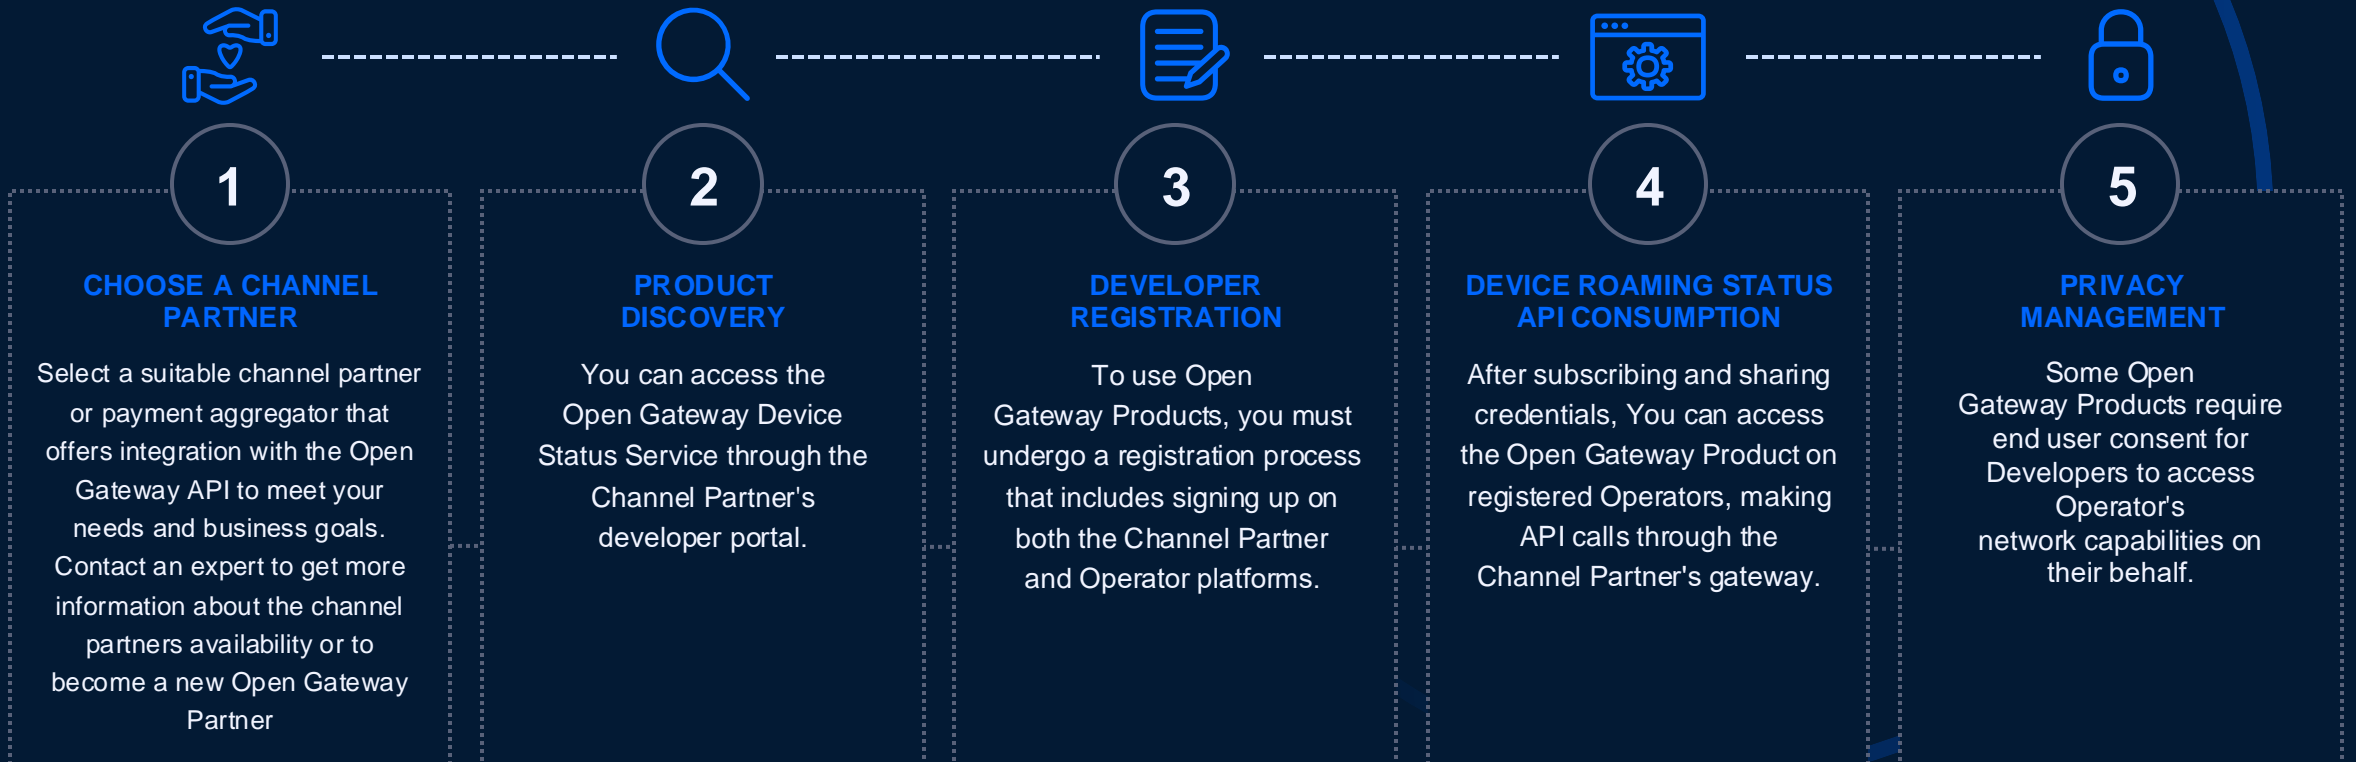 1
CHOOSE A CHANNEL
PARTNER
Select a suitable channel partner
or payment aggregator that
offers integration with the Open
Gateway API to meet your
needs and business goals.
Contact an expert to get more
information about the channel
partners availability or to
become a new Open Gateway
Partner
2
PRODUCT
DISCOVERY
You can access the
Open Gateway Device
Status Service through the
Channel Partner's
developer portal.
3
DEVELOPER
REGISTRATION
To use Open
Gateway Products, you must
undergo a registration process
that includes signing up on
both the Channel Partner
and Operator platforms.
4
DEVICE ROAMING STATUS
API CONSUMPTION
After subscribing and sharing
credentials, You can access
the Open Gateway Product on
registered Operators, making
API calls through the
Channel Partner's gateway.
5
PRIVACY
MANAGEMENT
Some Open
Gateway Products require
end user consent for
Developers to access
Operator's
network capabilities on
their behalf.